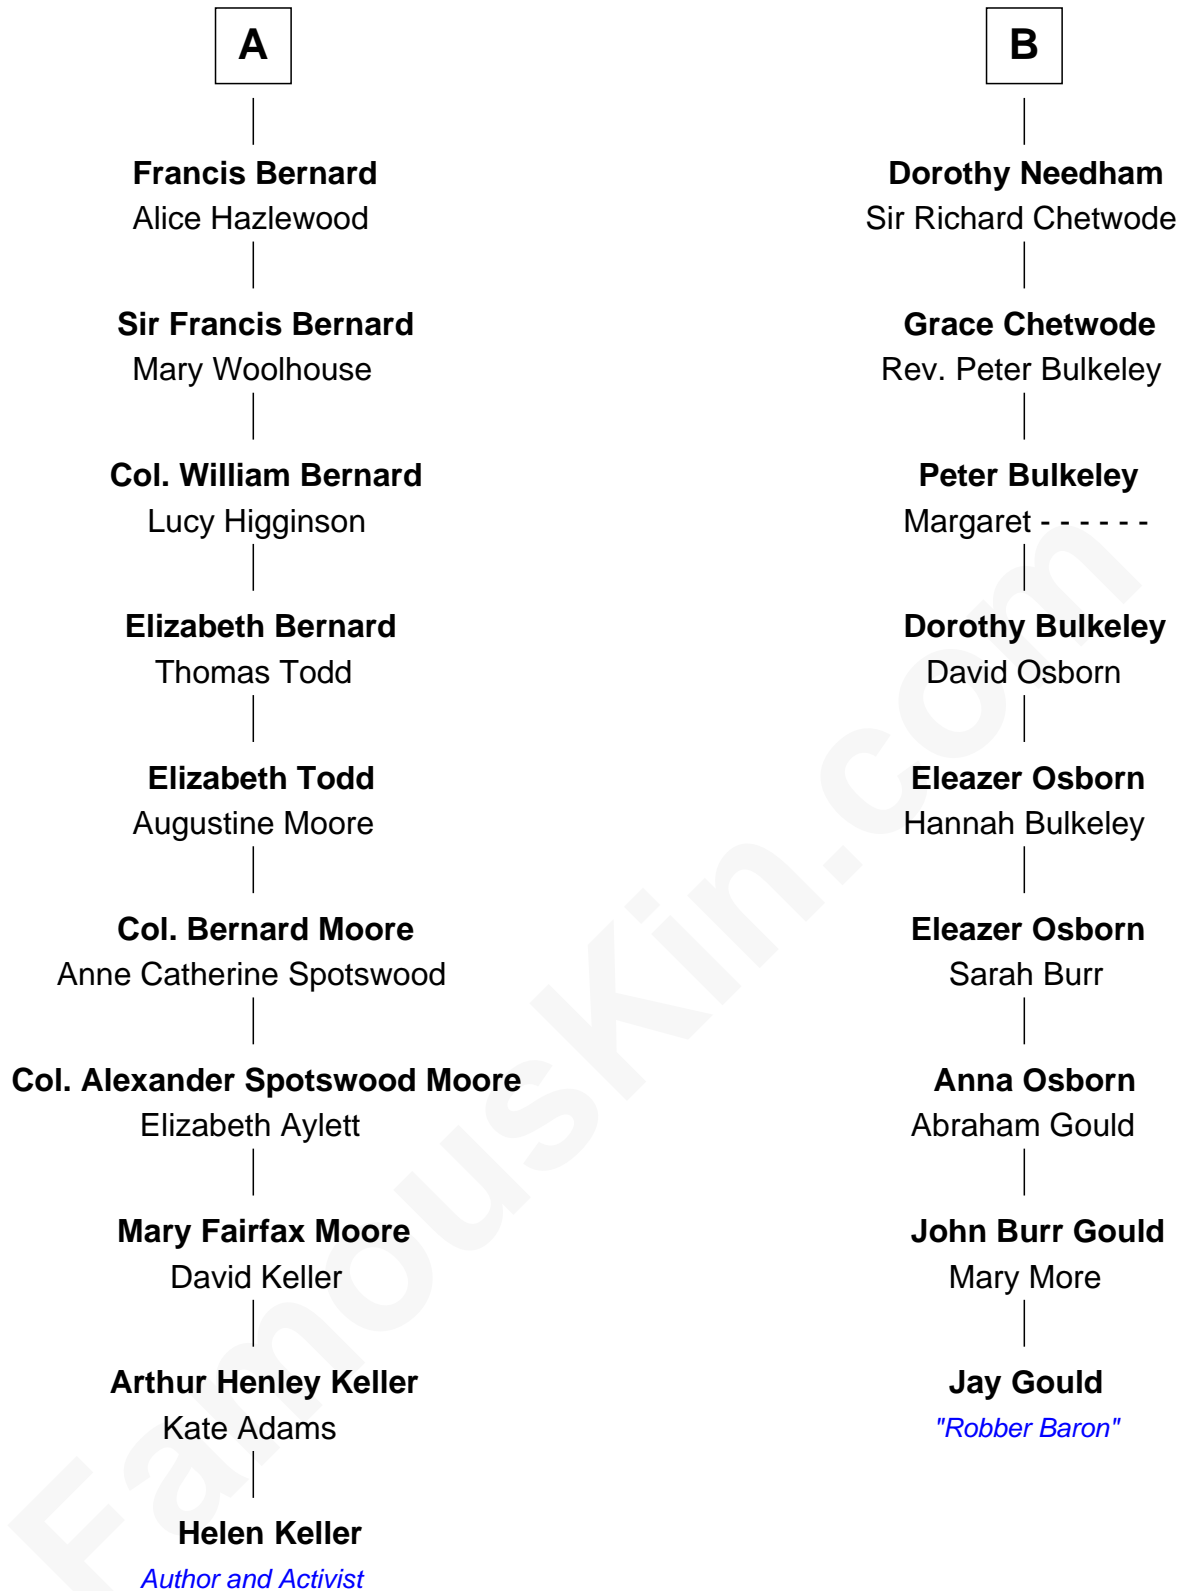 A
Francis Bernard
Alice Hazlewood
Sir Francis Bernard
Mary Woolhouse
Col. William Bernard
Lucy Higginson
Elizabeth Bernard
Thomas Todd
Elizabeth Todd
Augustine Moore
Col. Bernard Moore
Anne Catherine Spotswood
Col. Alexander Spotswood Moore
Elizabeth Aylett
Mary Fairfax Moore
David Keller
Arthur Henley Keller
Kate Adams
Helen Keller
Author and Activist
B
Dorothy Needham
Sir Richard Chetwode
Grace Chetwode
Rev. Peter Bulkeley
Peter Bulkeley
Margaret - - - - - -
Dorothy Bulkeley
David Osborn
Eleazer Osborn
Hannah Bulkeley
Eleazer Osborn
Sarah Burr
Anna Osborn
Abraham Gould
John Burr Gould
Mary More
Jay Gould
"Robber Baron"
FamousKin.com